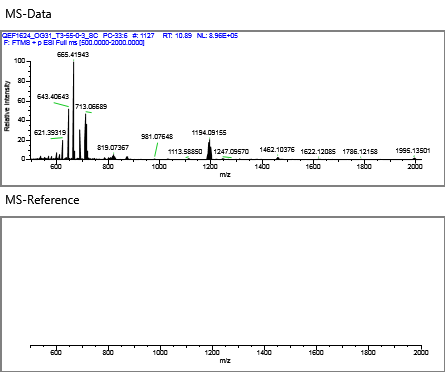 MS-Data
QEF1624_OG31_T3-55-0-3_SC PC-33:6 #: 1127 RT: 10.89 NL: 8.96E+05
F: FTMS + p ESI Full ms [500.0000-2000.0000]
665.41943
100
80
643.40643
713.06689
60
Relative Intensity
40
621.39319
1194.09155
20
819.07367
981.07648
1113.58850
1247.09570
1462.10376
1622.12085
1786.12158
1995.13501
0
600 800 1000 1200 1400 1600 1800 2000
m/z
MS-Reference
600 800 1000 1200 1400 1600 1800 2000
m/z